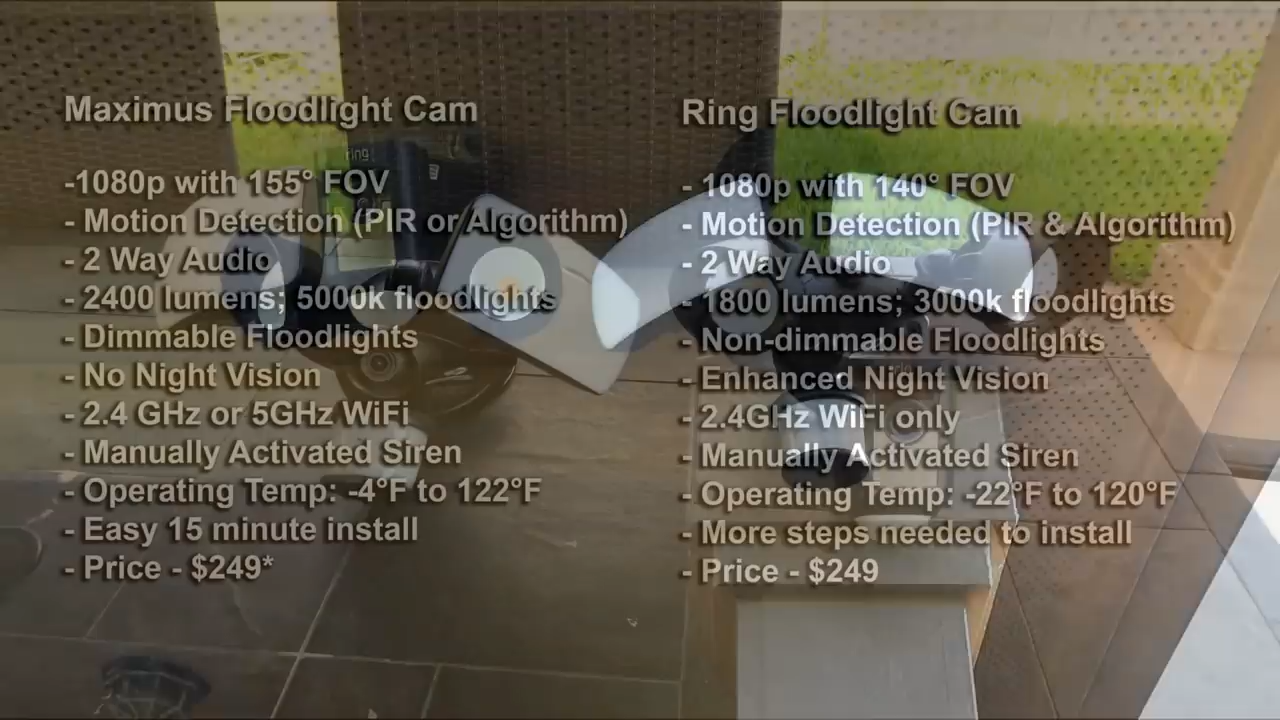 Maximus Floodlight Cam
-1080p with 155° FOV
- Motion Detection (PIR or Algorithm)
- 2 Way Audio
- 2400 lumens; 5000k floodlights
- Dimmable Floodlights
- No Night Vision
- 2.4 GHz or 5GHz WiFi
- Manually Activated Siren
- Operating Temp: -4°F to 122°F
- Easy 15 minute install
- Price - $249*
Ring Floodlight Cam
- 1080p with 140° FOV
- Motion Detection (PIR & Algorithm)
- 2 Way Audio
- 1800 lumens; 3000k floodlights
- Non-dimmable Floodlights
- Enhanced Night Vision
- 2.4GHz WiFi only
- Manually Activated Siren
- Operating Temp: -22°F to 120°F
- More steps needed to install
- Price - $249
ring